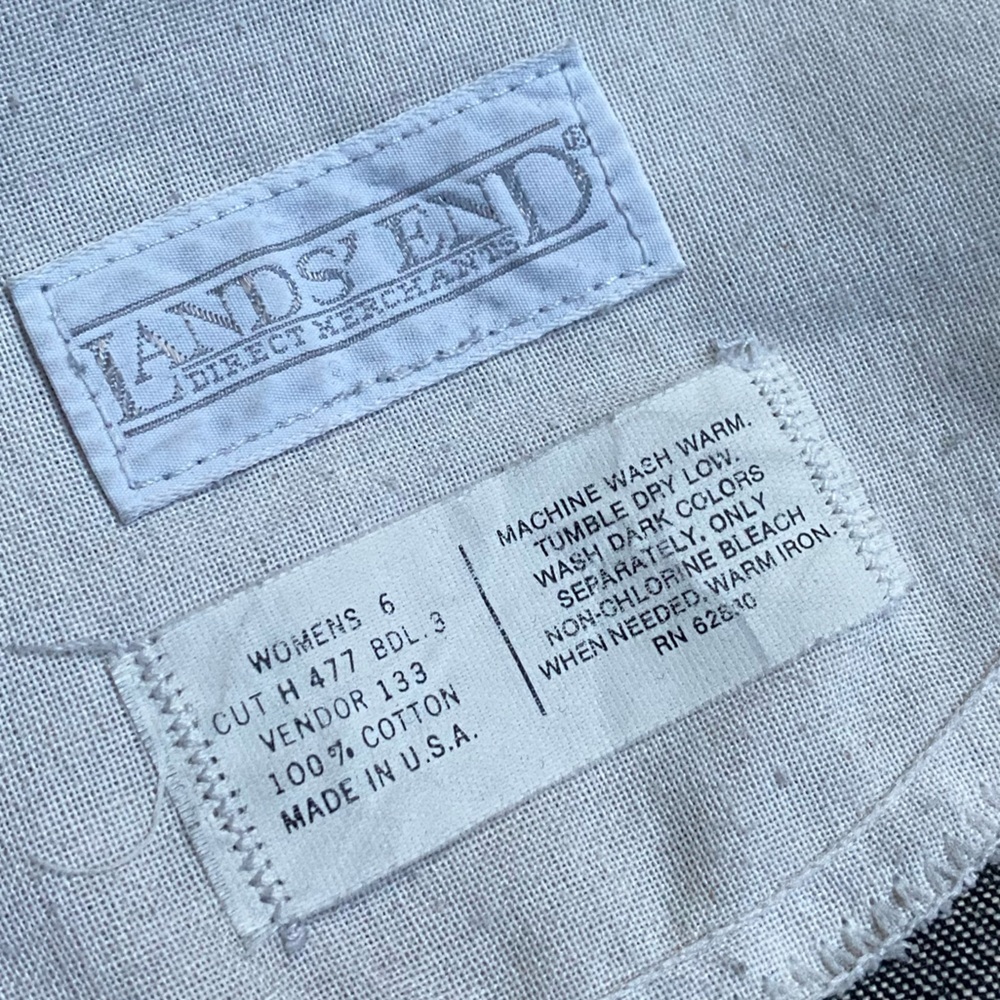 LANDS' END®
DIRECT MERCHANTS
WOMENS 6
CUT H 477 BDL. 3
VENDOR 133
100% COTTON
MADE IN U.S.A.
MACHINE WASH WARM.
TUMBLE DRY LOW.
WASH DARK COLORS
SEPARATELY, ONLY
NON-CHLORINE BLEACH
WHEN NEEDED, WARM IRON.
RN